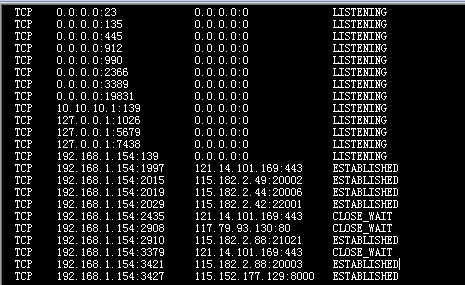 TCP 0.0.0.0:23 0.0.0.0:0 LISTENING
TCP 0.0.0.0:135 0.0.0.0:0 LISTENING
TCP 0.0.0.0:445 0.0.0.0:0 LISTENING
TCP 0.0.0.0:912 0.0.0.0:0 LISTENING
TCP 0.0.0.0:990 0.0.0.0:0 LISTENING
TCP 0.0.0.0:2366 0.0.0.0:0 LISTENING
TCP 0.0.0.0:3389 0.0.0.0:0 LISTENING
TCP 0.0.0.0:19831 0.0.0.0:0 LISTENING
TCP 10.10.10.1:139 0.0.0.0:0 LISTENING
TCP 127.0.0.1:1026 0.0.0.0:0 LISTENING
TCP 127.0.0.1:5679 0.0.0.0:0 LISTENING
TCP 127.0.0.1:7438 0.0.0.0:0 LISTENING
TCP 192.168.1.154:139 0.0.0.0:0 LISTENING
TCP 192.168.1.154:1997 121.14.101.169:443 ESTABLISHED
TCP 192.168.1.154:2015 115.182.2.49:20002 ESTABLISHED
TCP 192.168.1.154:2019 115.182.2.44:20006 ESTABLISHED
TCP 192.168.1.154:2029 115.182.2.42:22001 ESTABLISHED
TCP 192.168.1.154:2435 121.14.101.169:443 CLOSE_WAIT
TCP 192.168.1.154:2908 117.79.93.130:80 CLOSE_WAIT
TCP 192.168.1.154:2910 115.182.2.88:21021 ESTABLISHED
TCP 192.168.1.154:3379 121.14.101.169:443 CLOSE_WAIT
TCP 192.168.1.154:3421 115.182.2.88:20003 ESTABLISHED
TCP 192.168.1.154:3427 115.152.177.129:8000 ESTABLISHED